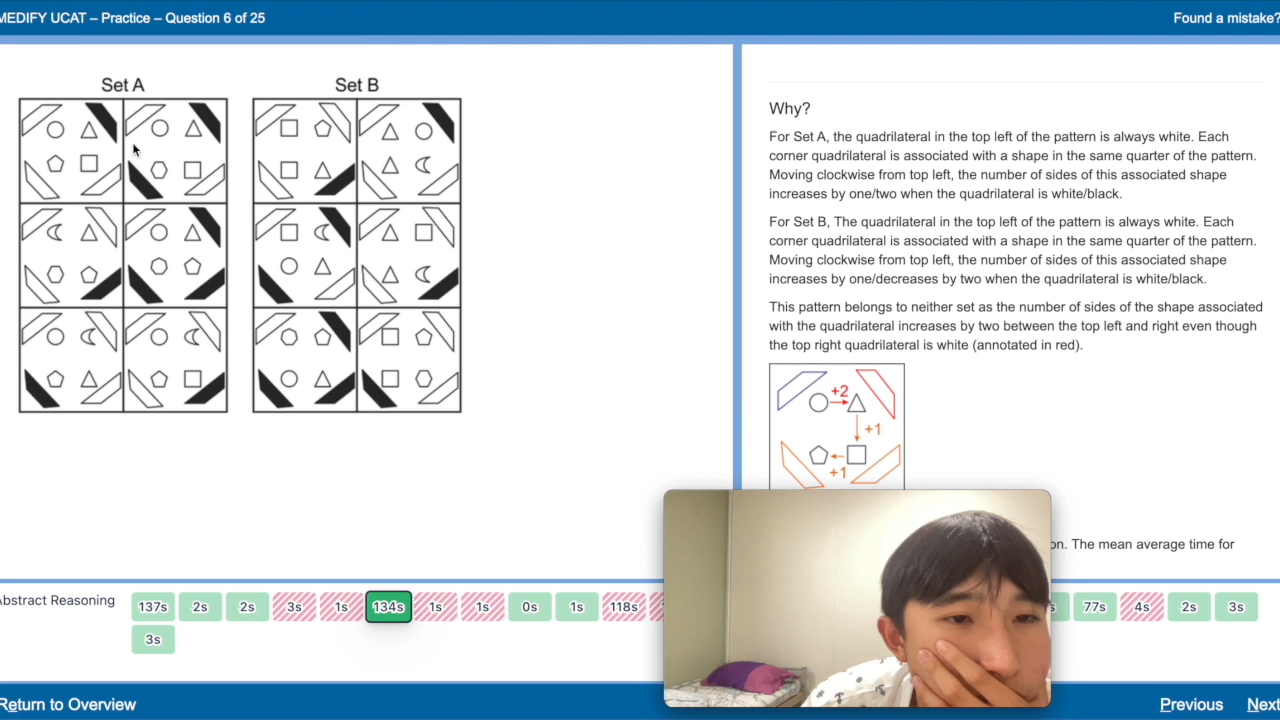 MEDIFY UCAT – Practice – Question 6 of 25
Found a mistake?
Set A
Set B
Why?
For Set A, the quadrilateral in the top left of the pattern is always white. Each
corner quadrilateral is associated with a shape in the same quarter of the pattern.
Moving clockwise from top left, the number of sides of this associated shape
increases by one/two when the quadrilateral is white/black.
For Set B, The quadrilateral in the top left of the pattern is always white. Each
corner quadrilateral is associated with a shape in the same quarter of the pattern.
Moving clockwise from top left, the number of sides of this associated shape
increases by one/decreases by two when the quadrilateral is white/black.
This pattern belongs to neither set as the number of sides of the shape associated
with the quadrilateral increases by two between the top left and right even though
the top right quadrilateral is white (annotated in red).
+2
+1
+1
on. The mean average time for
Abstract Reasoning
137s 2s 2s 3s 1s 134s 1s 1s 0s 1s 118s 77s 4s 2s 3s
3s
Return to Overview
Previous
Next